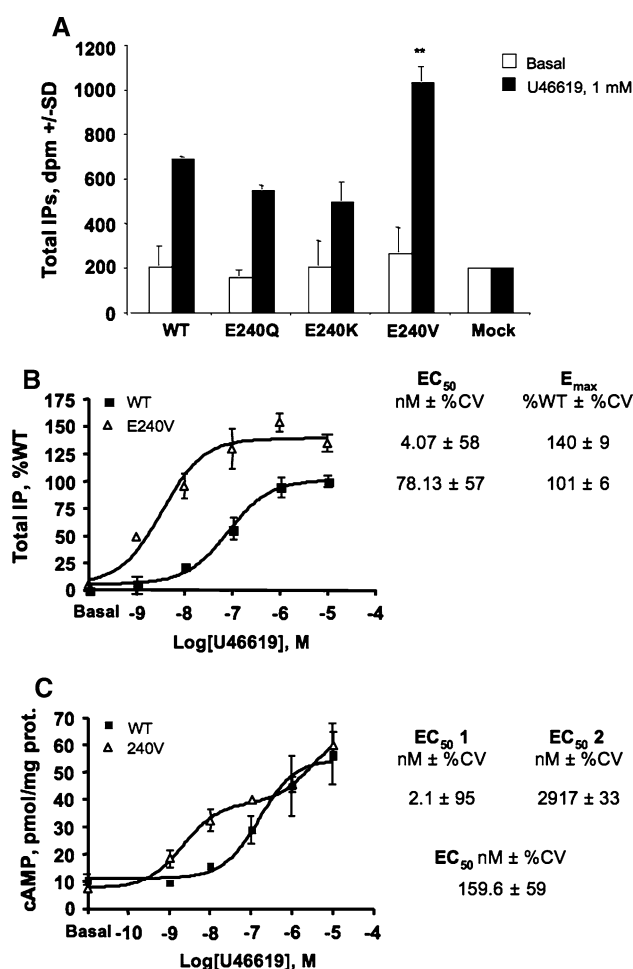 A
1200
1000
800
600
400
200
0
Total IPs, dpm +/-SD
**
Basal
U46619, 1 mM
WT E240Q E240K E240V Mock
B
175
150
125
100
75
50
25
0
Total IP, %WT
WT
E240V
Basal -9 -8 -7 -6 -5 -4
Log[U46619], M
EC50 Emax
nM ± %CV %WT ± %CV
4.07 ± 58 140 ± 9
78.13 ± 57 101 ± 6
C
70
60
50
40
30
20
10
0
cAMP, pmol/mg prot.
WT
240V
Basal -10 -9 -8 -7 -6 -5 -4
Log[U46619], M
EC50 1 EC50 2
nM ± %CV nM ± %CV
2.1 ± 95 2917 ± 33
EC50 nM ± %CV
159.6 ± 59